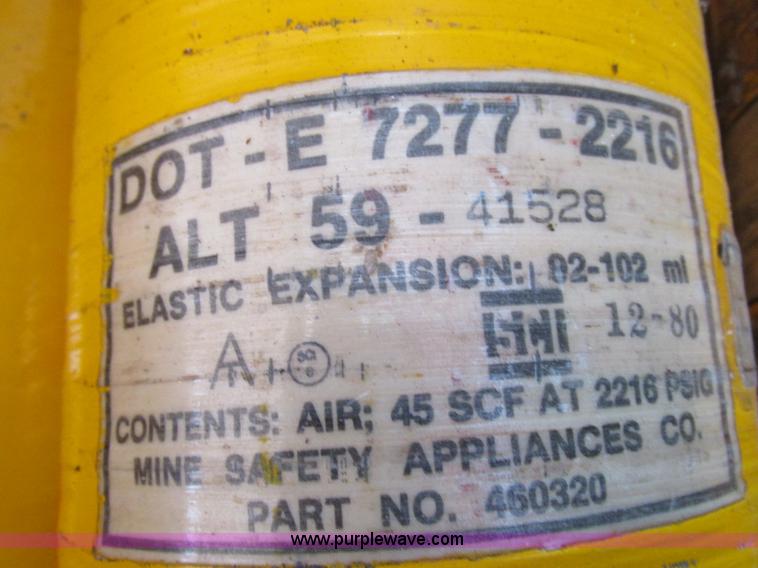 DOT-E 7277-2216
ALT 59-41528
ELASTIC EXPANSION: 92-102 ml
A 12-80
CONTENTS: AIR; 45 SCF AT 2216 PSIG
MINE SAFETY APPLIANCES CO.
PART NO. 460320
www.purplewave.com